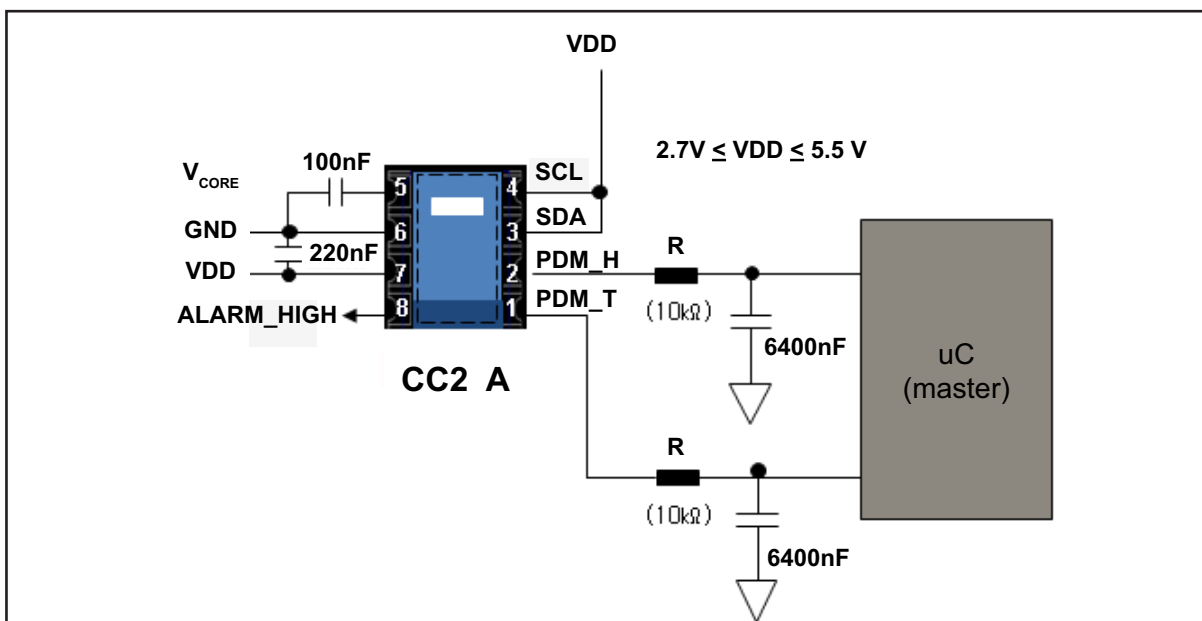 VDD
2.7V ≤ VDD ≤ 5.5 V
100nF
V_CORE
5
4
SCL
GND
6
3
SDA
220nF
VDD
7
2
PDM_H
R
(10kΩ)
6400nF
ALARM_HIGH
8
1
PDM_T
CC2 A
uC
(master)
R
(10kΩ)
6400nF